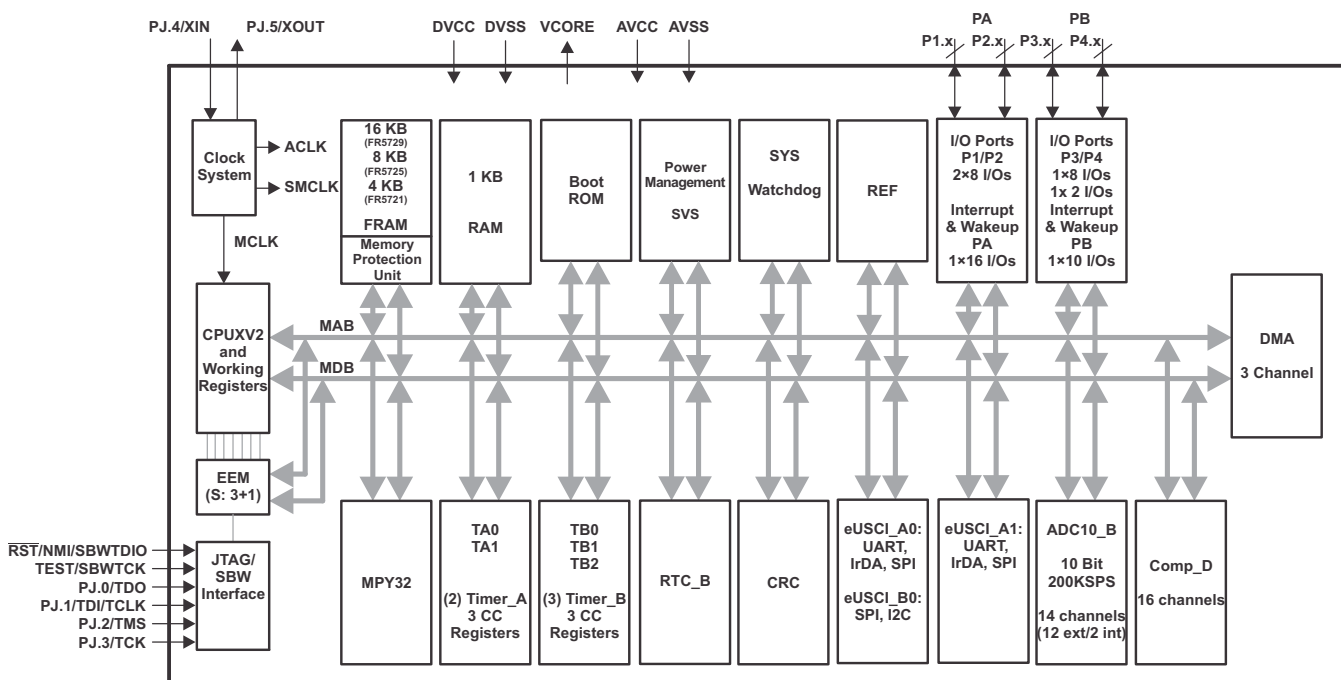 PJ.4/XIN
PJ.5/XOUT
DVCC
DVSS
VCORE
AVCC
AVSS
PA
P1.x
P2.x
PB
P3.x
P4.x
Clock
System
ACLK
SMCLK
MCLK
16 KB
(FR5729)
8 KB
(FR5725)
4 KB
(FR5721)
FRAM
Memory
Protection
Unit
1 KB
RAM
Boot
ROM
Power
Management
SVS
SYS
Watchdog
REF
I/O Ports
P1/P2
2×8 I/Os
Interrupt
& Wakeup
PA
1×16 I/Os
I/O Ports
P3/P4
1×8 I/Os
1x 2 I/Os
Interrupt
& Wakeup
PB
1×10 I/Os
CPUXV2
and
Working
Registers
MAB
MDB
DMA
3 Channel
EEM
(S: 3+1)
RST/NMI/SBWTDIO
TEST/SBWTCK
PJ.0/TDO
PJ.1/TDI/TCLK
PJ.2/TMS
PJ.3/TCK
JTAG/
SBW
Interface
MPY32
TA0
TA1
(2) Timer_A
3 CC
Registers
TB0
TB1
TB2
(3) Timer_B
3 CC
Registers
RTC_B
CRC
eUSCI_A0:
UART,
IrDA, SPI
eUSCI_B0:
SPI, I2C
eUSCI_A1:
UART,
IrDA, SPI
ADC10_B
10 Bit
200KSPS
14 channels
(12 ext/2 int)
Comp_D
16 channels